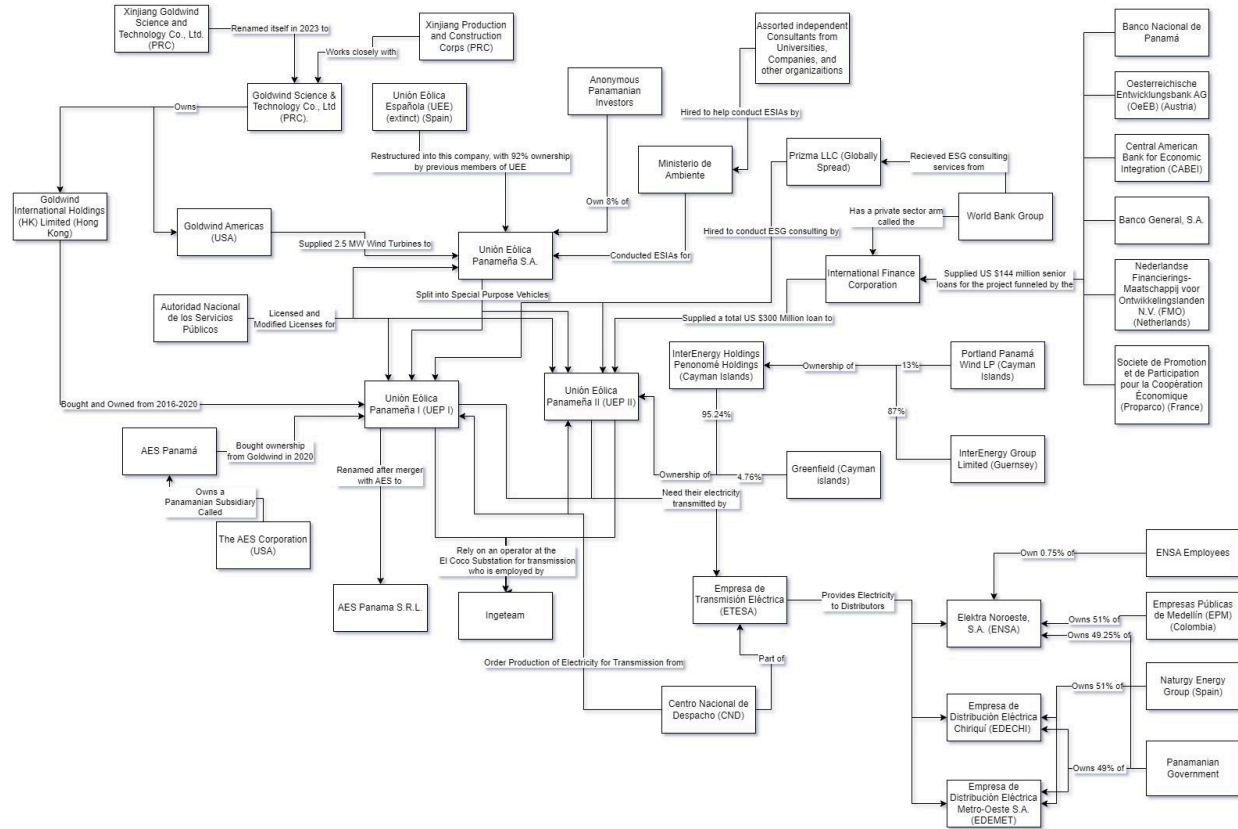 Xinjiang Goldwind
Science and
Technology Co., Ltd.
(PRC)
Renamed itself in 2023 to
Xinjiang Production
and Construction
Corps (PRC)
Works closely with
Assorted independent
Consultants from
Universities,
Companies, and
other organizaitions
Banco Nacional de
Panamá
Goldwind Science &
Technology Co., Ltd
(PRC).
Owns
Unión Eólica
Española (UEE)
(extinct) (Spain)
Anonymous
Panamanian
Investors
Oesterreichische
Entwicklungsbank AG
(OeEB) (Austria)
Hired to help conduct ESIAs by
Restructured into this company, with 92% ownership
by previous members of UEE
Ministerio de
Ambiente
Prizma LLC (Globally
Spread)
Recieved ESG consulting
services from
Central American
Bank for Economic
Integration (CABEI)
Goldwind
International Holdings
(HK) Limited (Hong
Kong)
Goldwind Americas
(USA)
Own 8% of
World Bank Group
Has a private sector arm
called the
Banco General, S.A.
Supplied 2.5 MW Wind Turbines to
Unión Eólica
Panameña S.A.
Conducted ESIAs for
Hired to conduct ESG consulting by
International Finance
Corporation
Supplied US $144 million senior
loans for the project funneled by the
Nederlandse
Financierings-
Maatschappij voor
Ontwikkelingslanden
N.V. (FMO)
(Netherlands)
Autoridad Nacional
de los Servicios
Públicos
Licensed and
Modified Licenses for
Split into Special Purpose Vehicles
Supplied a total US $300 Million loan to
InterEnergy Holdings
Penonomé Holdings
(Cayman Islands)
Ownership of
13%
Portland Panamá
Wind LP (Cayman
Islands)
Societe de Promotion
et de Participation
pour la Coopération
Économique
(Proparco) (France)
Bought and Owned from 2016-2020
Unión Eólica
Panameña I (UEP I)
Unión Eólica
Panameña II (UEP II)
95.24%
87%
AES Panamá
Bought ownership
from Goldwind in 2020
InterEnergy Group
Limited (Guernsey)
Renamed after merger
with AES to
Ownership of
4.76%
Greenfield (Cayman
islands)
Owns a
Panamanian Subsidiary
Called
Need their electricity
transmitted by
The AES Corporation
(USA)
Rely on an operator at the
El Coco Substation for transmission
who is employed by
Own 0.75% of
ENSA Employees
AES Panama S.R.L.
Ingeteam
Empresa de
Transmisión Eléctrica
(ETESA)
Provides Electricity
to Distributors
Elektra Noroeste,
S.A. (ENSA)
Owns 51% of
Empresas Públicas
de Medellín (EPM)
(Colombia)
Owns 49.25% of
Order Production of Electricity for Transmission from
Part of
Owns 51% of
Naturgy Energy
Group (Spain)
Centro Nacional de
Despacho (CND)
Empresa de
Distribución Eléctrica
Chiriquí (EDECHI)
Owns 49% of
Panamanian
Government
Empresa de
Distribución Eléctrica
Metro-Oeste S.A.
(EDEMET)